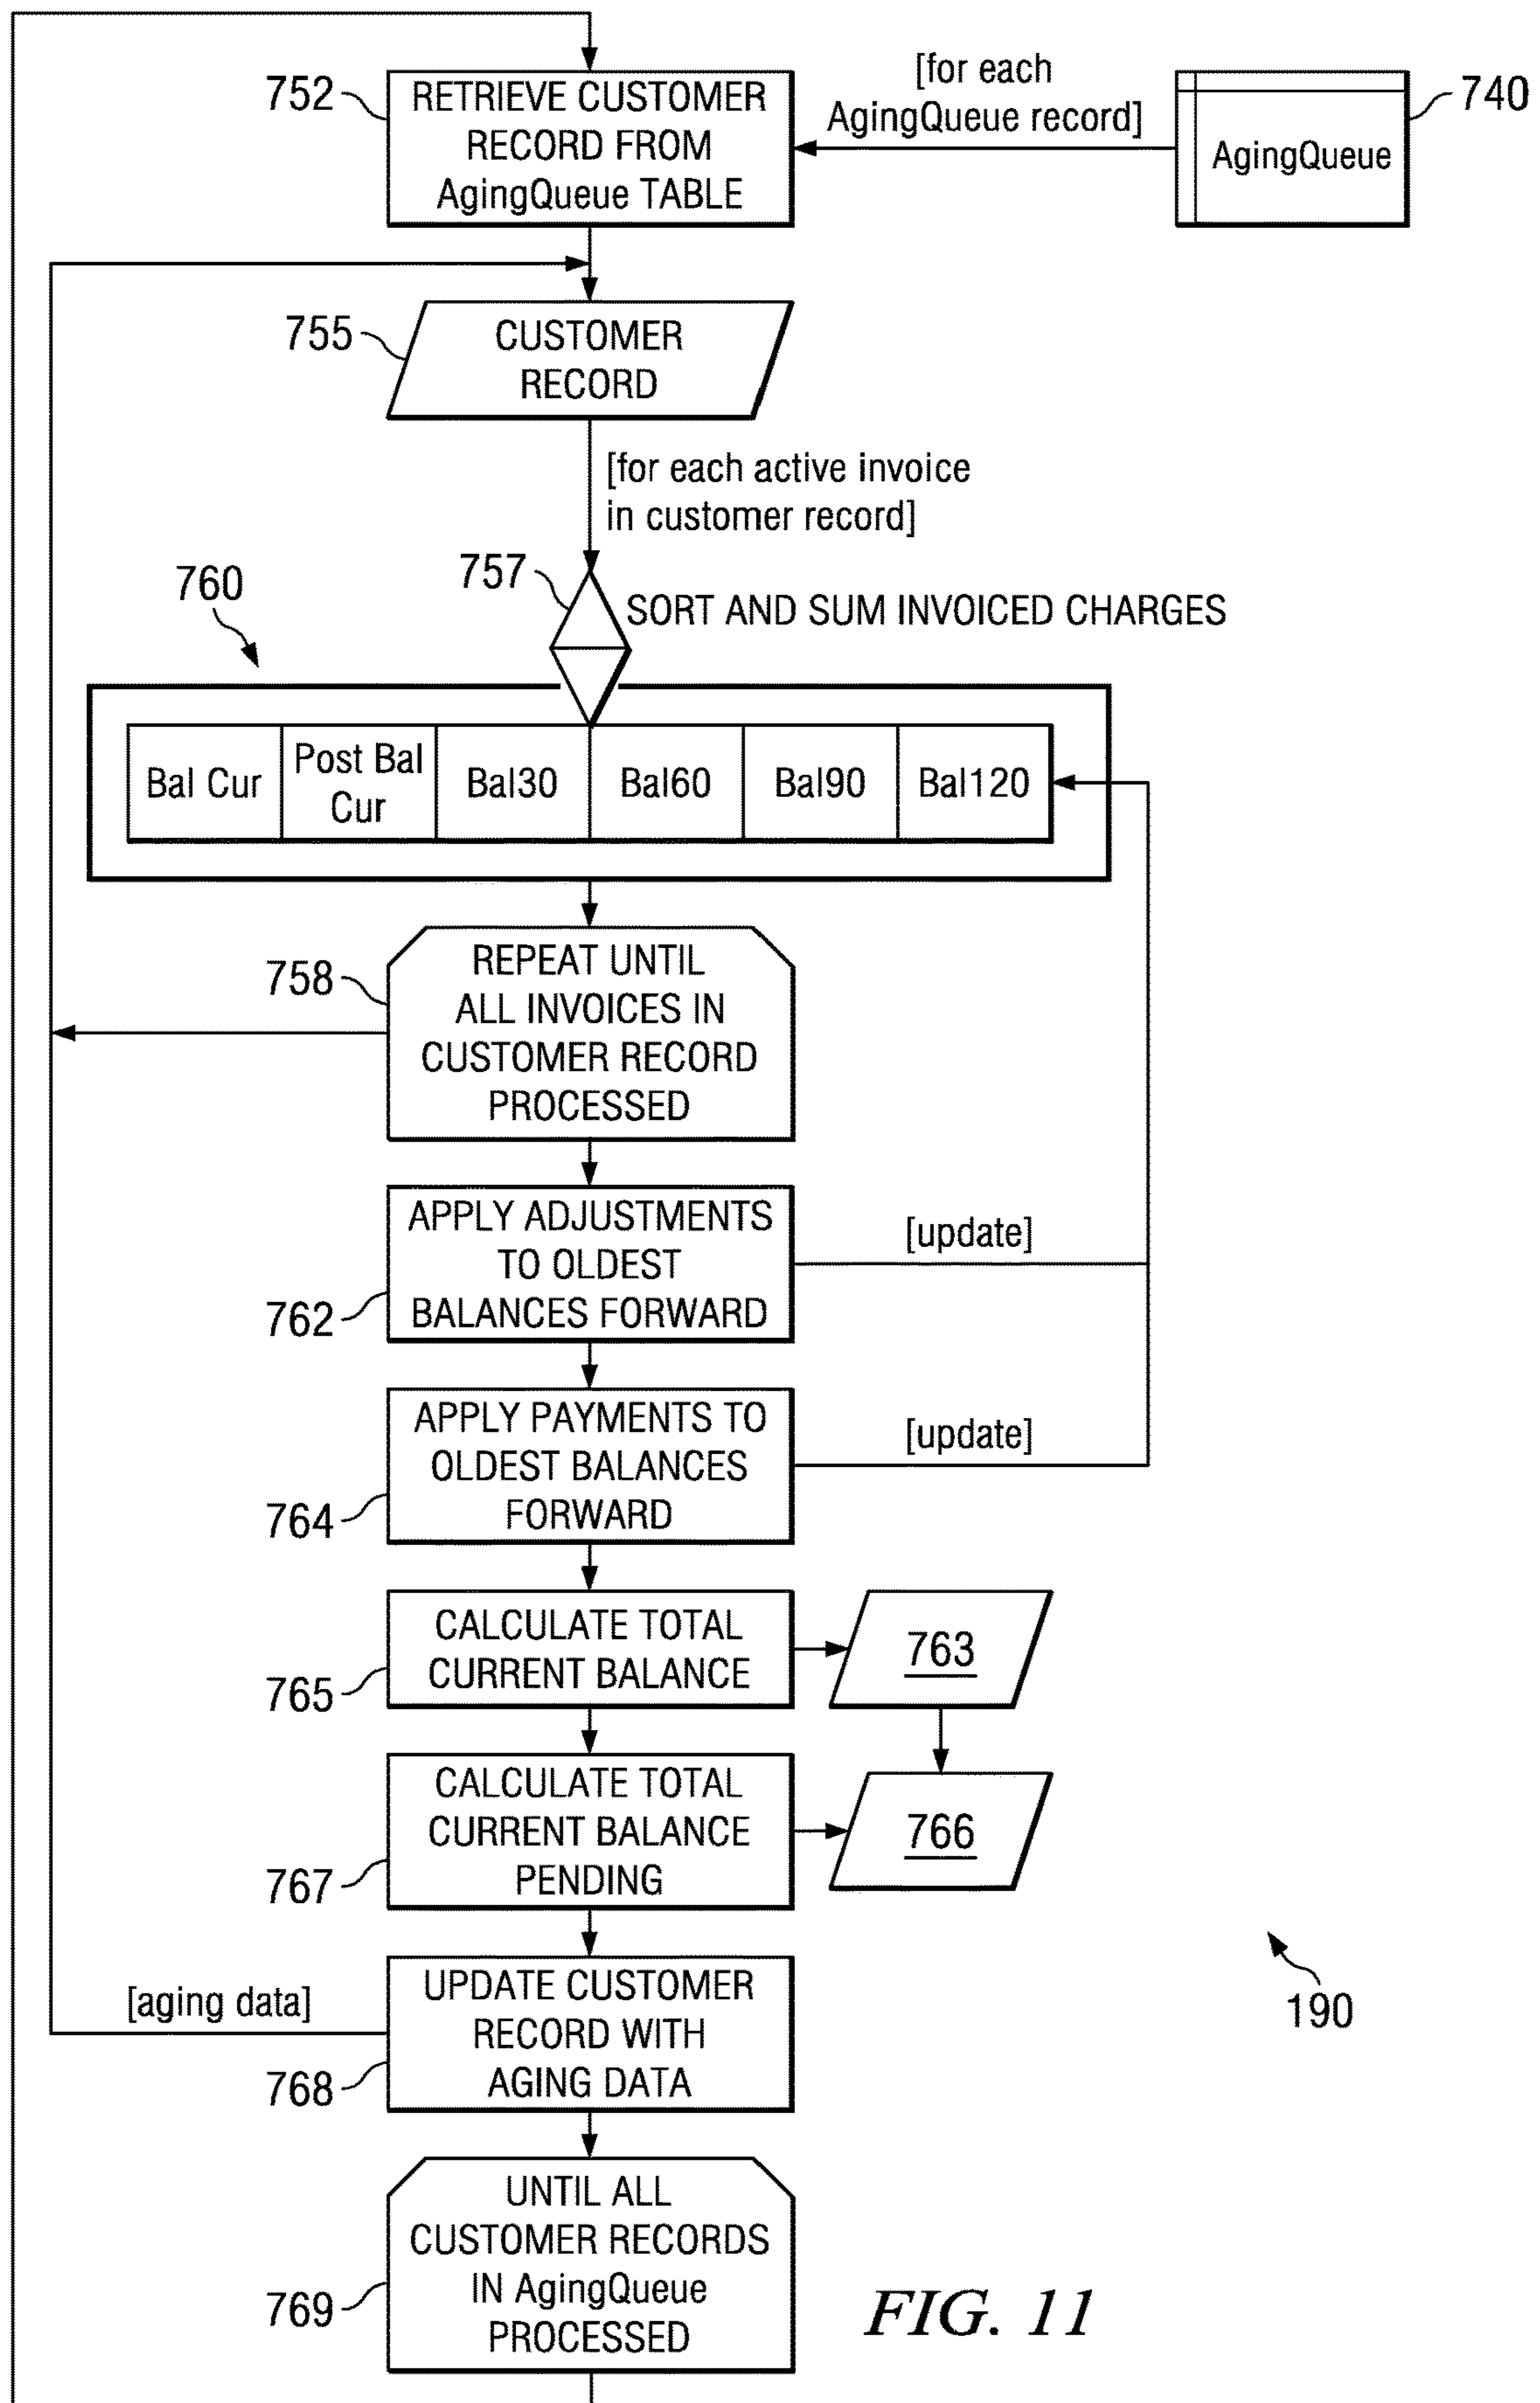 752
RETRIEVE CUSTOMER
RECORD FROM
AgingQueue TABLE
[for each
AgingQueue record]
AgingQueue
740
755
CUSTOMER
RECORD
[for each active invoice
in customer record]
757
SORT AND SUM INVOICED CHARGES
760
Bal Cur
Post Bal
Cur
Bal30
Bal60
Bal90
Bal120
758
REPEAT UNTIL
ALL INVOICES IN
CUSTOMER RECORD
PROCESSED
762
APPLY ADJUSTMENTS
TO OLDEST
BALANCES FORWARD
[update]
764
APPLY PAYMENTS TO
OLDEST BALANCES
FORWARD
[update]
765
CALCULATE TOTAL
CURRENT BALANCE
763
767
CALCULATE TOTAL
CURRENT BALANCE
PENDING
766
[aging data]
768
UPDATE CUSTOMER
RECORD WITH
AGING DATA
190
769
UNTIL ALL
CUSTOMER RECORDS
IN AgingQueue
PROCESSED
FIG. 11